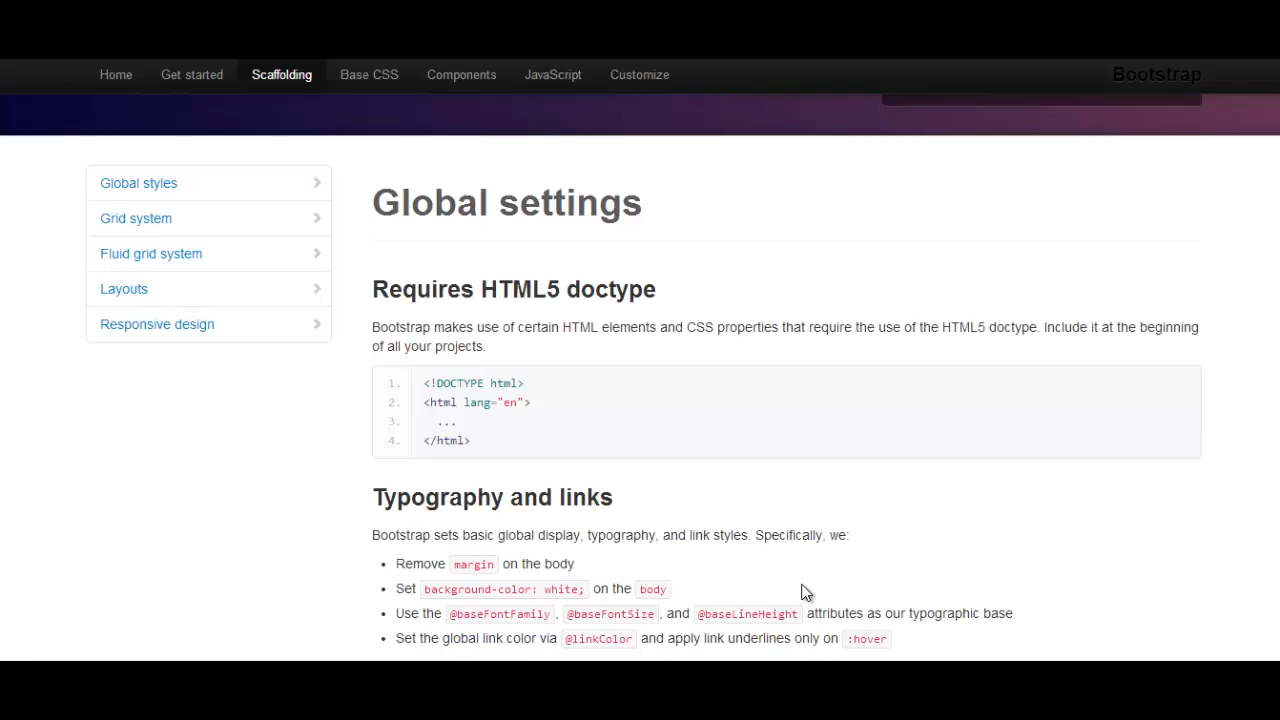 Home Get started Scaffolding Base CSS Components JavaScript Customize Bootstrap
Global styles
Grid system
Fluid grid system
Layouts
Responsive design
Global settings
Requires HTML5 doctype
Bootstrap makes use of certain HTML elements and CSS properties that require the use of the HTML5 doctype. Include it at the beginning
of all your projects.
1. <!DOCTYPE html>
2. <html lang="en">
3. ...
4. </html>
Typography and links
Bootstrap sets basic global display, typography, and link styles. Specifically, we:
• Remove margin on the body
• Set background-color: white; on the body
• Use the @baseFontFamily, @baseFontSize, and @baseLineHeight attributes as our typographic base
• Set the global link color via @linkColor and apply link underlines only on :hover